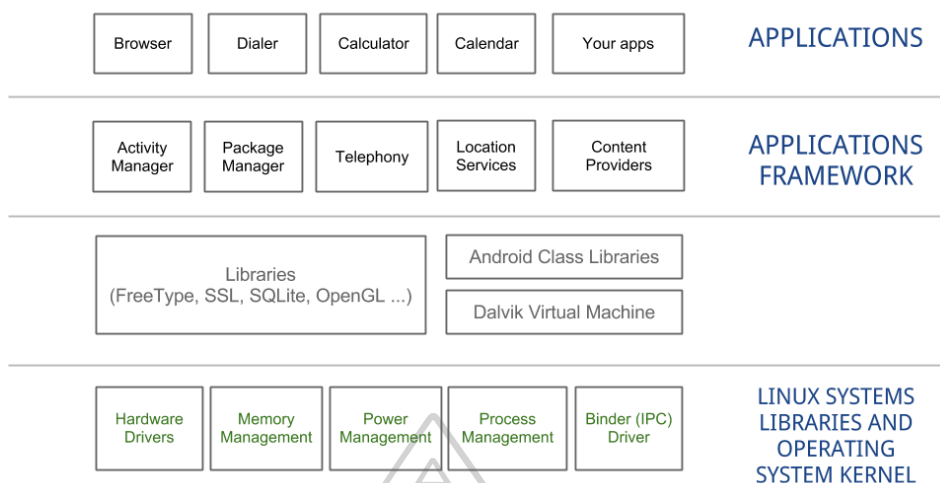 Browser
Dialer
Calculator
Calendar
Your apps
APPLICATIONS
Activity
Manager
Package
Manager
Telephony
Location
Services
Content
Providers
APPLICATIONS
FRAMEWORK
Libraries
(FreeType, SSL, SQLite, OpenGL ...)
Android Class Libraries
Dalvik Virtual Machine
Hardware
Drivers
Memory
Management
Power
Management
Process
Management
Binder (IPC)
Driver
LINUX SYSTEMS
LIBRARIES AND
OPERATING
SYSTEM KERNEL